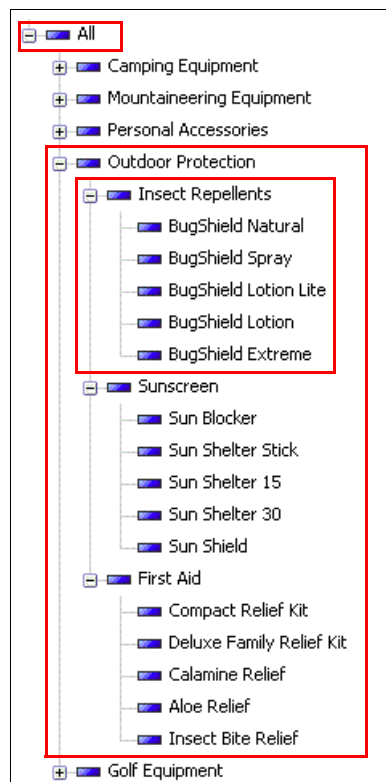 All
Camping Equipment
Mountaineering Equipment
Personal Accessories
Outdoor Protection
Insect Repellents
BugShield Natural
BugShield Spray
BugShield Lotion Lite
BugShield Lotion
BugShield Extreme
Sunscreen
Sun Blocker
Sun Shelter Stick
Sun Shelter 15
Sun Shelter 30
Sun Shield
First Aid
Compact Relief Kit
Deluxe Family Relief Kit
Calamine Relief
Aloe Relief
Insect Bite Relief
Golf Equipment